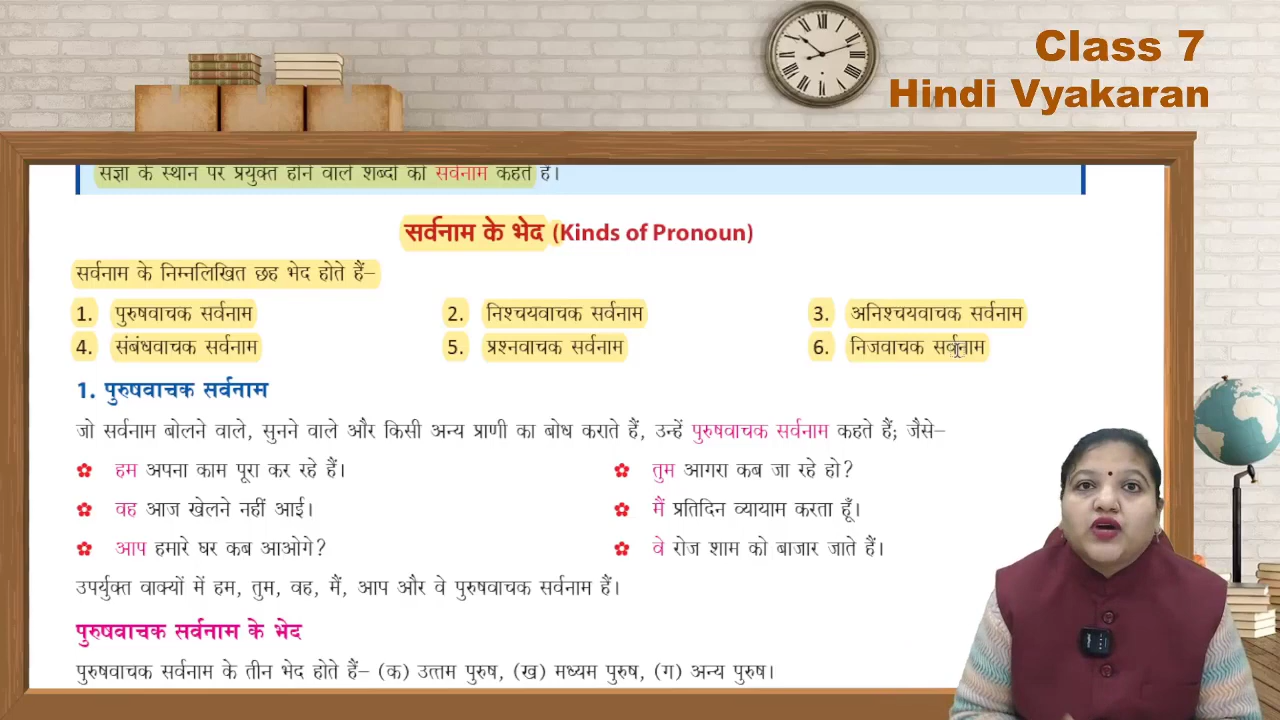 Class 7
Hindi Vyakaran
संज्ञा के स्थान पर प्रयुक्त होने वाले शब्दों को सर्वनाम कहते हैं।
सर्वनाम के भेद (Kinds of Pronoun)
सर्वनाम के निम्नलिखित छह भेद होते हैं–
1. पुरुषवाचक सर्वनाम 2. निश्चयवाचक सर्वनाम 3. अनिश्चयवाचक सर्वनाम
4. संबंधवाचक सर्वनाम 5. प्रश्नवाचक सर्वनाम 6. निजवाचक सर्वनाम
1. पुरुषवाचक सर्वनाम
जो सर्वनाम बोलने वाले, सुनने वाले और किसी अन्य प्राणी का बोध कराते हैं, उन्हें पुरुषवाचक सर्वनाम कहते हैं; जैसे–
हम अपना काम पूरा कर रहे हैं। तुम आगरा कब जा रहे हो?
वह आज खेलने नहीं आई। मैं प्रतिदिन व्यायाम करता हूँ।
आप हमारे घर कब आओगे? वे रोज शाम को बाजार जाते हैं।
उपर्युक्त वाक्यों में हम, तुम, वह, मैं, आप और वे पुरुषवाचक सर्वनाम हैं।
पुरुषवाचक सर्वनाम के भेद
पुरुषवाचक सर्वनाम के तीन भेद होते हैं– (क) उत्तम पुरुष, (ख) मध्यम पुरुष, (ग) अन्य पुरुष।